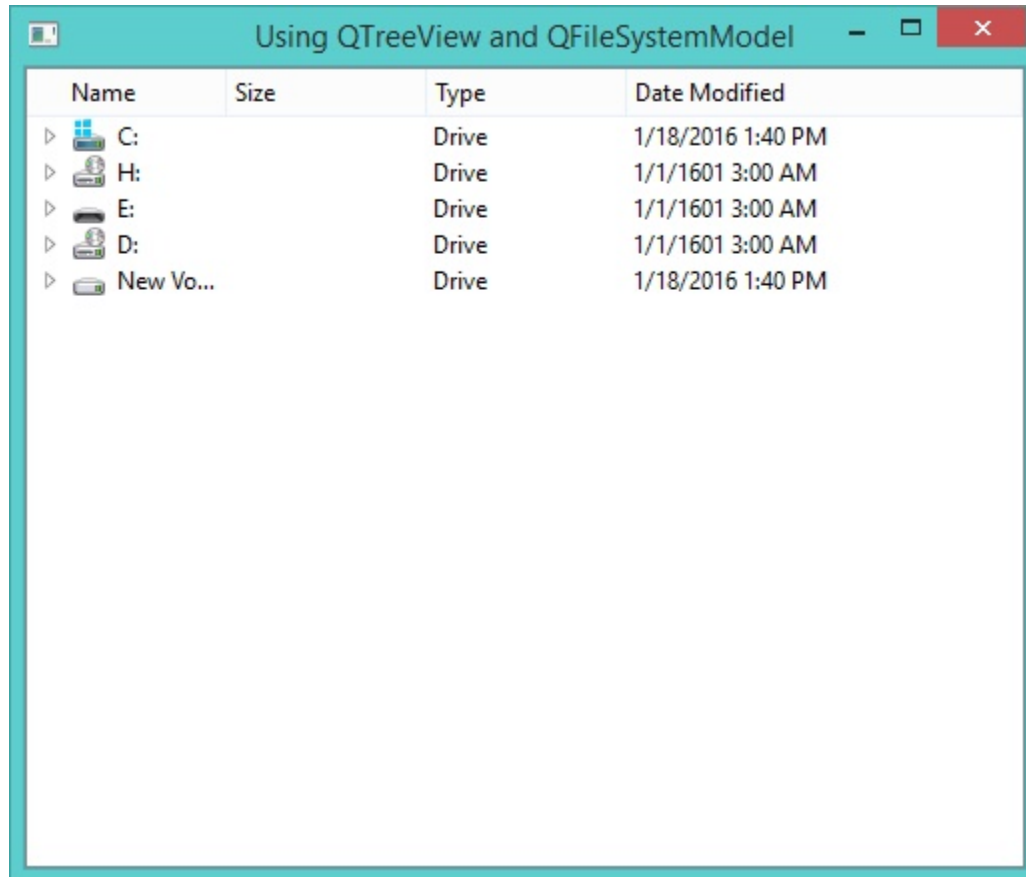 Using QTreeView and QFileSystemModel
Name Size Type Date Modified
C: Drive 1/18/2016 1:40 PM
H: Drive 1/1/1601 3:00 AM
E: Drive 1/1/1601 3:00 AM
D: Drive 1/1/1601 3:00 AM
New Vo... Drive 1/18/2016 1:40 PM